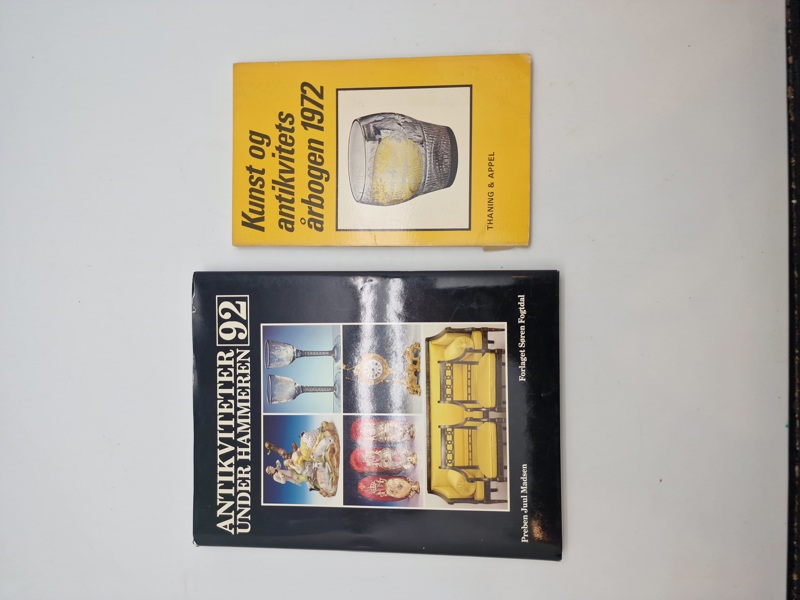 ANTIKVITETER
UNDER HAMMEREN
92
Preben Juul Madsen
Forlaget Søren Fogtdal
Kunst og
antikvitets
årbogen 1972
THANING & APPEL